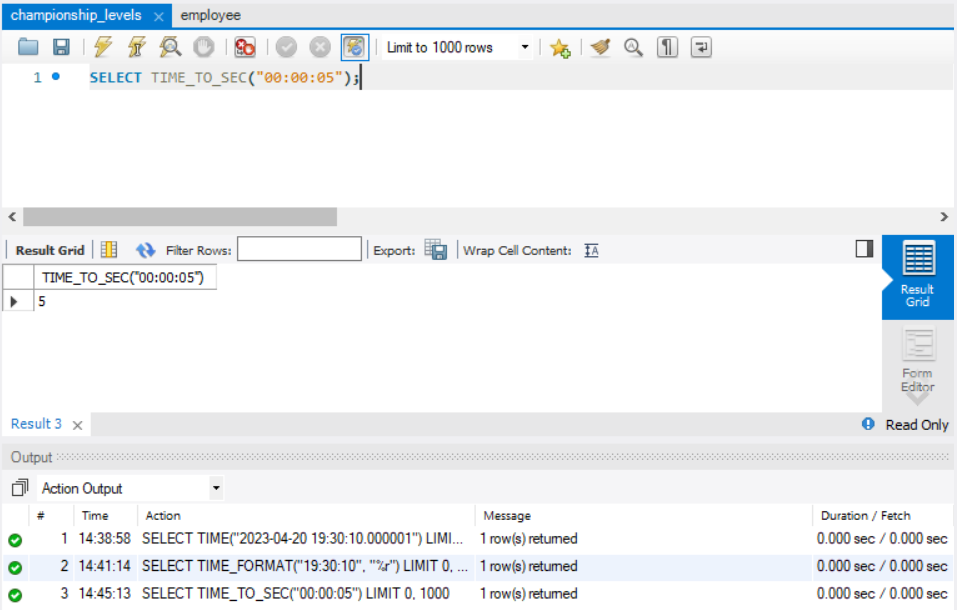 championship_levels × employee
Limit to 1000 rows
1 SELECT TIME_TO_SEC("00:00:05");
Result Grid Filter Rows: Export: Wrap Cell Content:
TIME_TO_SEC("00:00:05")
5
Result
Grid
Form
Editor
Result 3 × Read Only
Output
Action Output
# Time Action Message Duration / Fetch
1 14:38:58 SELECT TIME("2023-04-20 19:30:10.000001") LIMI... 1 row(s) returned 0.000 sec / 0.000 sec
2 14:41:14 SELECT TIME_FORMAT("19:30:10", "%r") LIMIT 0, ... 1 row(s) returned 0.000 sec / 0.000 sec
3 14:45:13 SELECT TIME_TO_SEC("00:00:05") LIMIT 0, 1000 1 row(s) returned 0.000 sec / 0.000 sec